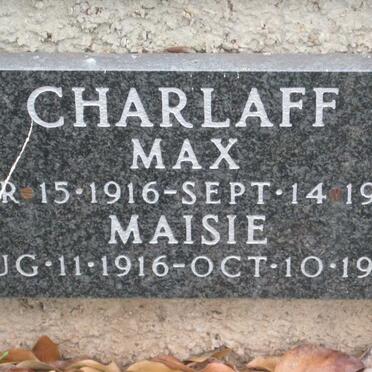 CHARLAFF
MAX
R·15·1916-SEPT·14·19
MAISIE
UG·11·1916-OCT·10·19